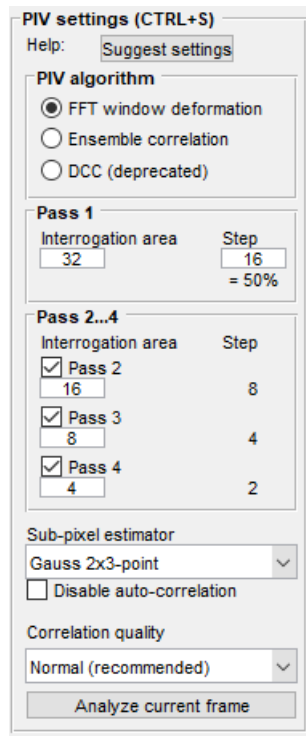 PIV settings (CTRL+S)
Help: Suggest settings
PIV algorithm
FFT window deformation
Ensemble correlation
DCC (deprecated)
Pass 1
Interrogation area Step
32 16
= 50%
Pass 2...4
Interrogation area Step
Pass 2
16 8
Pass 3
8 4
Pass 4
4 2
Sub-pixel estimator
Gauss 2x3-point
Disable auto-correlation
Correlation quality
Normal (recommended)
Analyze current frame